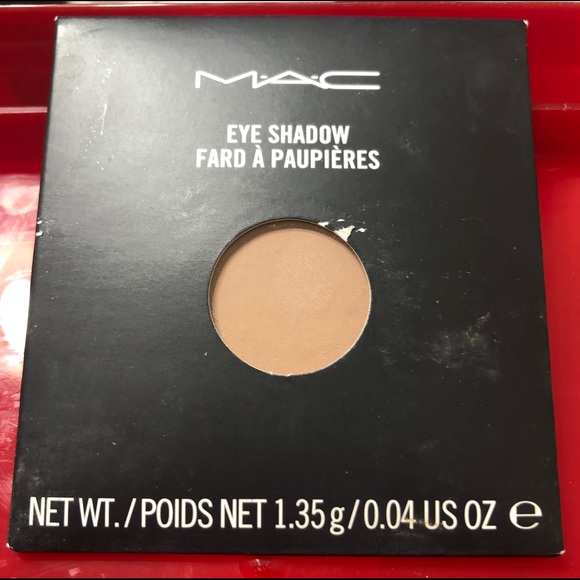 M·A·C
EYE SHADOW
FARD À PAUPIÈRES
NET WT./POIDS NET 1.35 g/0.04 US OZ ℮